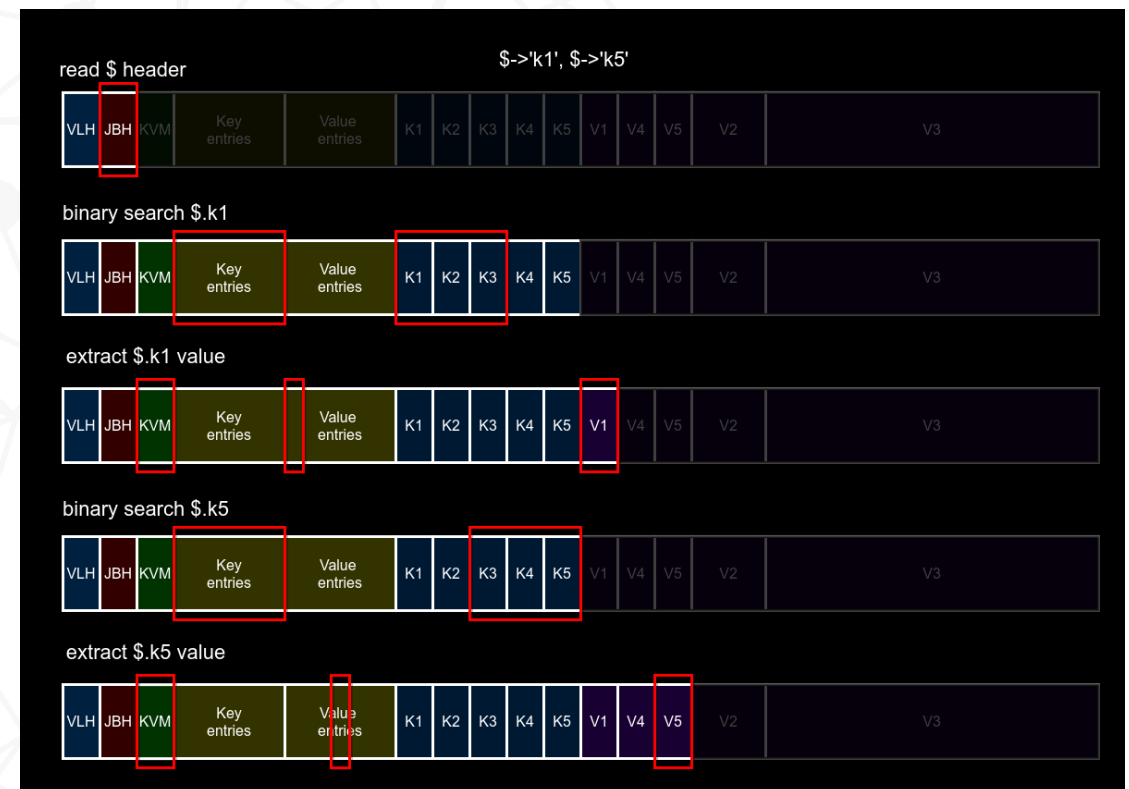 $->'k1', $->'k5'
read $ header
VLH JBH KVM Key entries Value entries K1 K2 K3 K4 K5 V1 V4 V5 V2 V3
binary search $.k1
VLH JBH KVM Key entries Value entries K1 K2 K3 K4 K5 V1 V4 V5 V2 V3
extract $.k1 value
VLH JBH KVM Key entries Value entries K1 K2 K3 K4 K5 V1 V4 V5 V2 V3
binary search $.k5
VLH JBH KVM Key entries Value entries K1 K2 K3 K4 K5 V1 V4 V5 V2 V3
extract $.k5 value
VLH JBH KVM Key entries Value entries K1 K2 K3 K4 K5 V1 V4 V5 V2 V3